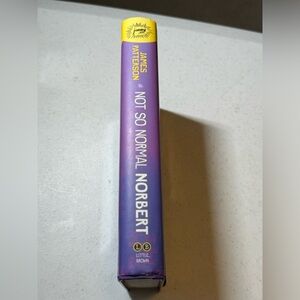 JAMES
PATTERSON
NOT SO NORMAL NORBERT
L B
LITTLE,
BROWN